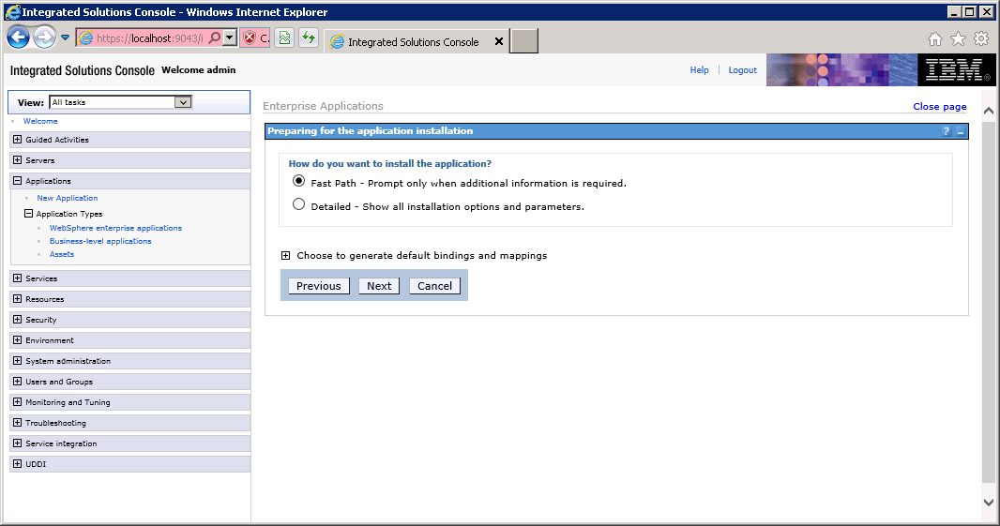 Integrated Solutions Console - Windows Internet Explorer
https://localhost:9043/i
C.
Integrated Solutions Console
Integrated Solutions Console Welcome admin
Help
Logout
IBM
View: All tasks
Welcome
Guided Activities
Servers
Applications
New Application
Application Types
WebSphere enterprise applications
Business-level applications
Assets
Services
Resources
Security
Environment
System administration
Users and Groups
Monitoring and Tuning
Troubleshooting
Service integration
UDDI
Enterprise Applications
Close page
Preparing for the application installation
?
How do you want to install the application?
Fast Path - Prompt only when additional information is required.
Detailed - Show all installation options and parameters.
Choose to generate default bindings and mappings
Previous Next Cancel